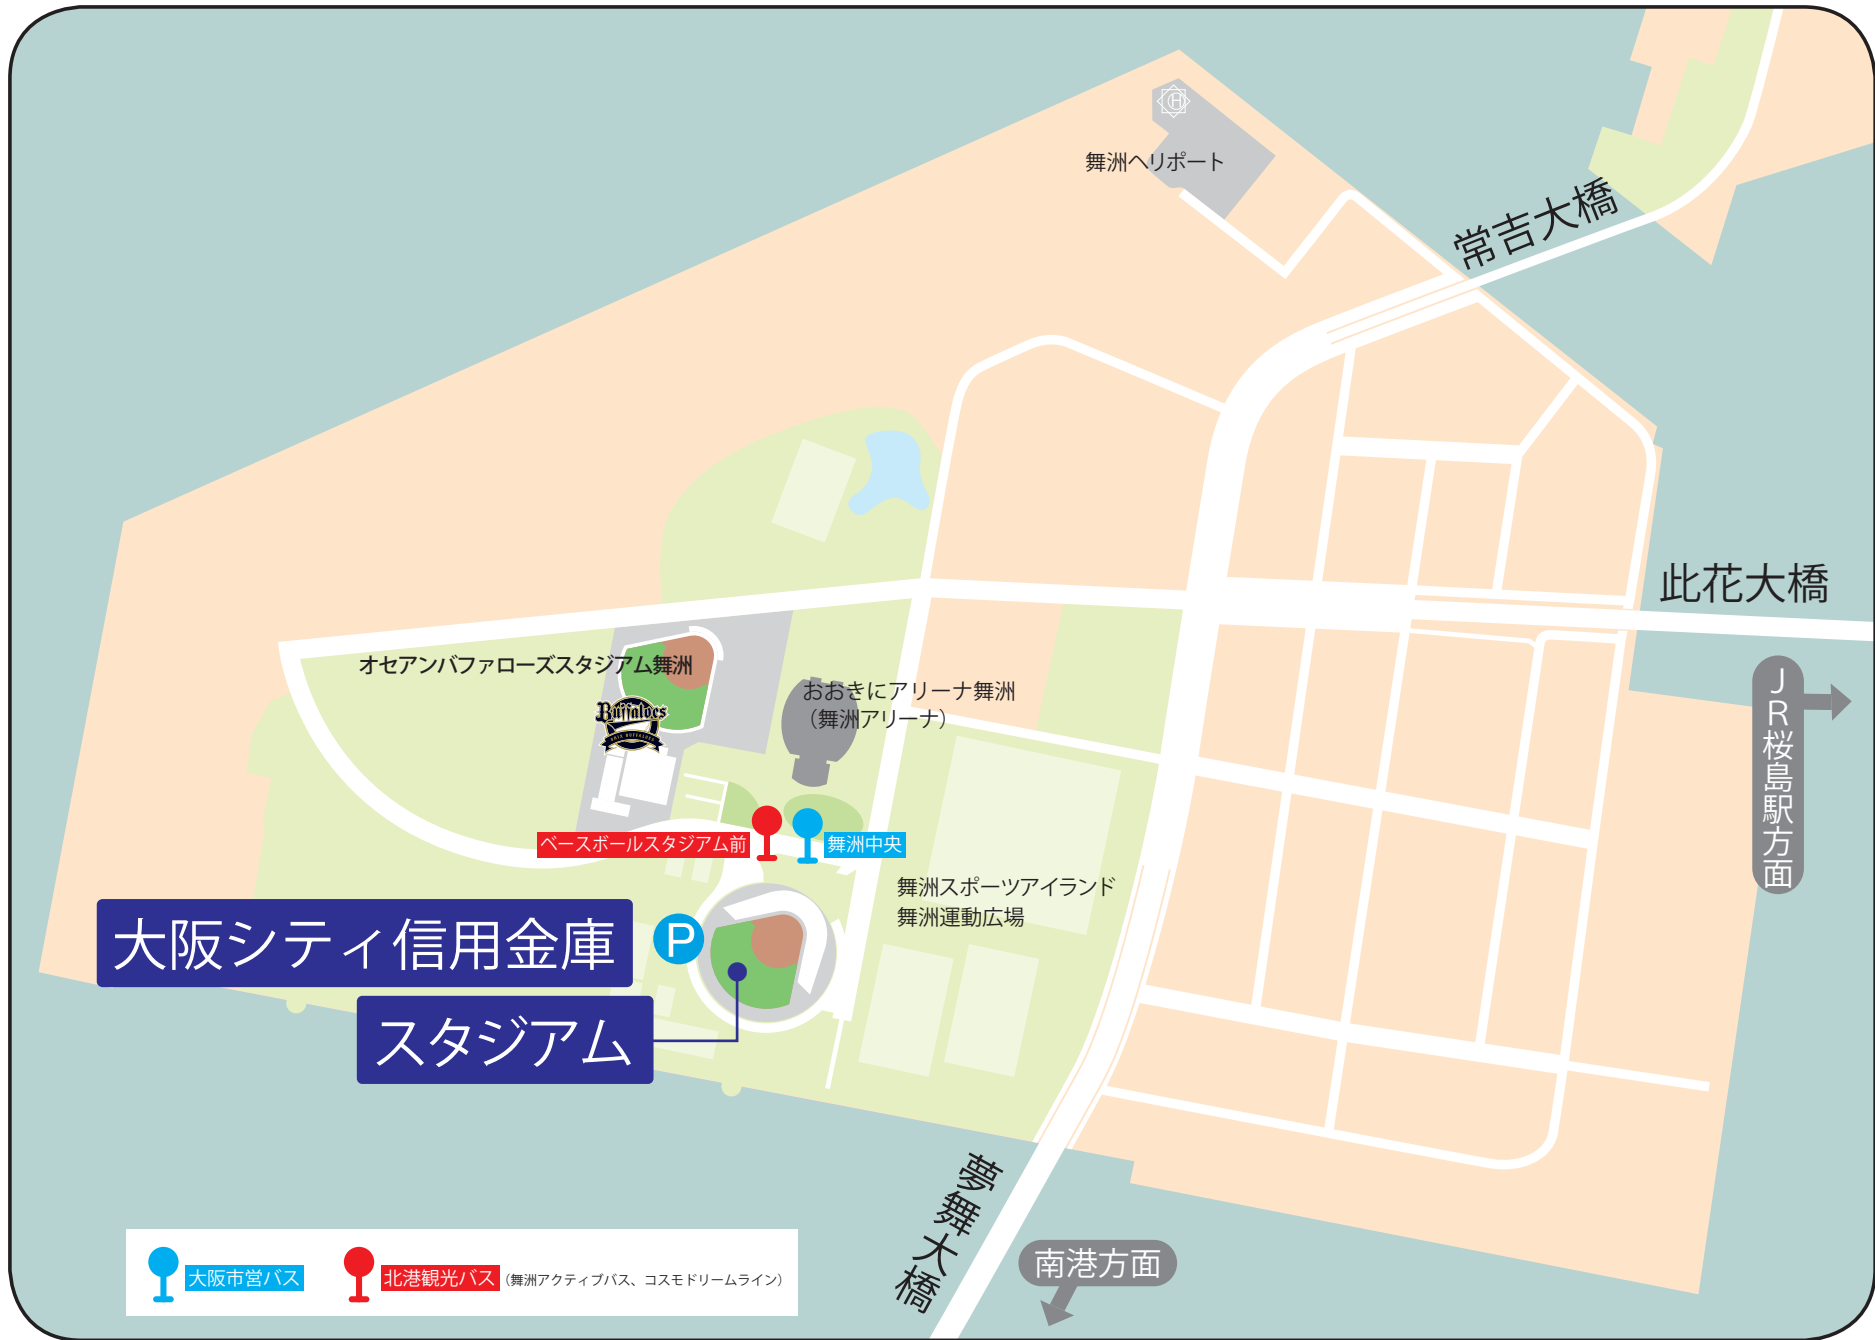 H
舞洲ヘリポート
常吉大橋
此花大橋
JR桜島駅方面
オセアンバファローズスタジアム舞洲
Buffaloes
ORIX BUFFALOES
おおきにアリーナ舞洲
（舞洲アリーナ）
ベースボールスタジアム前
舞洲中央
舞洲スポーツアイランド
舞洲運動広場
大阪シティ信用金庫
P
スタジアム
夢舞大橋
南港方面
大阪市営バス
北港観光バス（舞洲アクティブバス、コスモドリームライン）